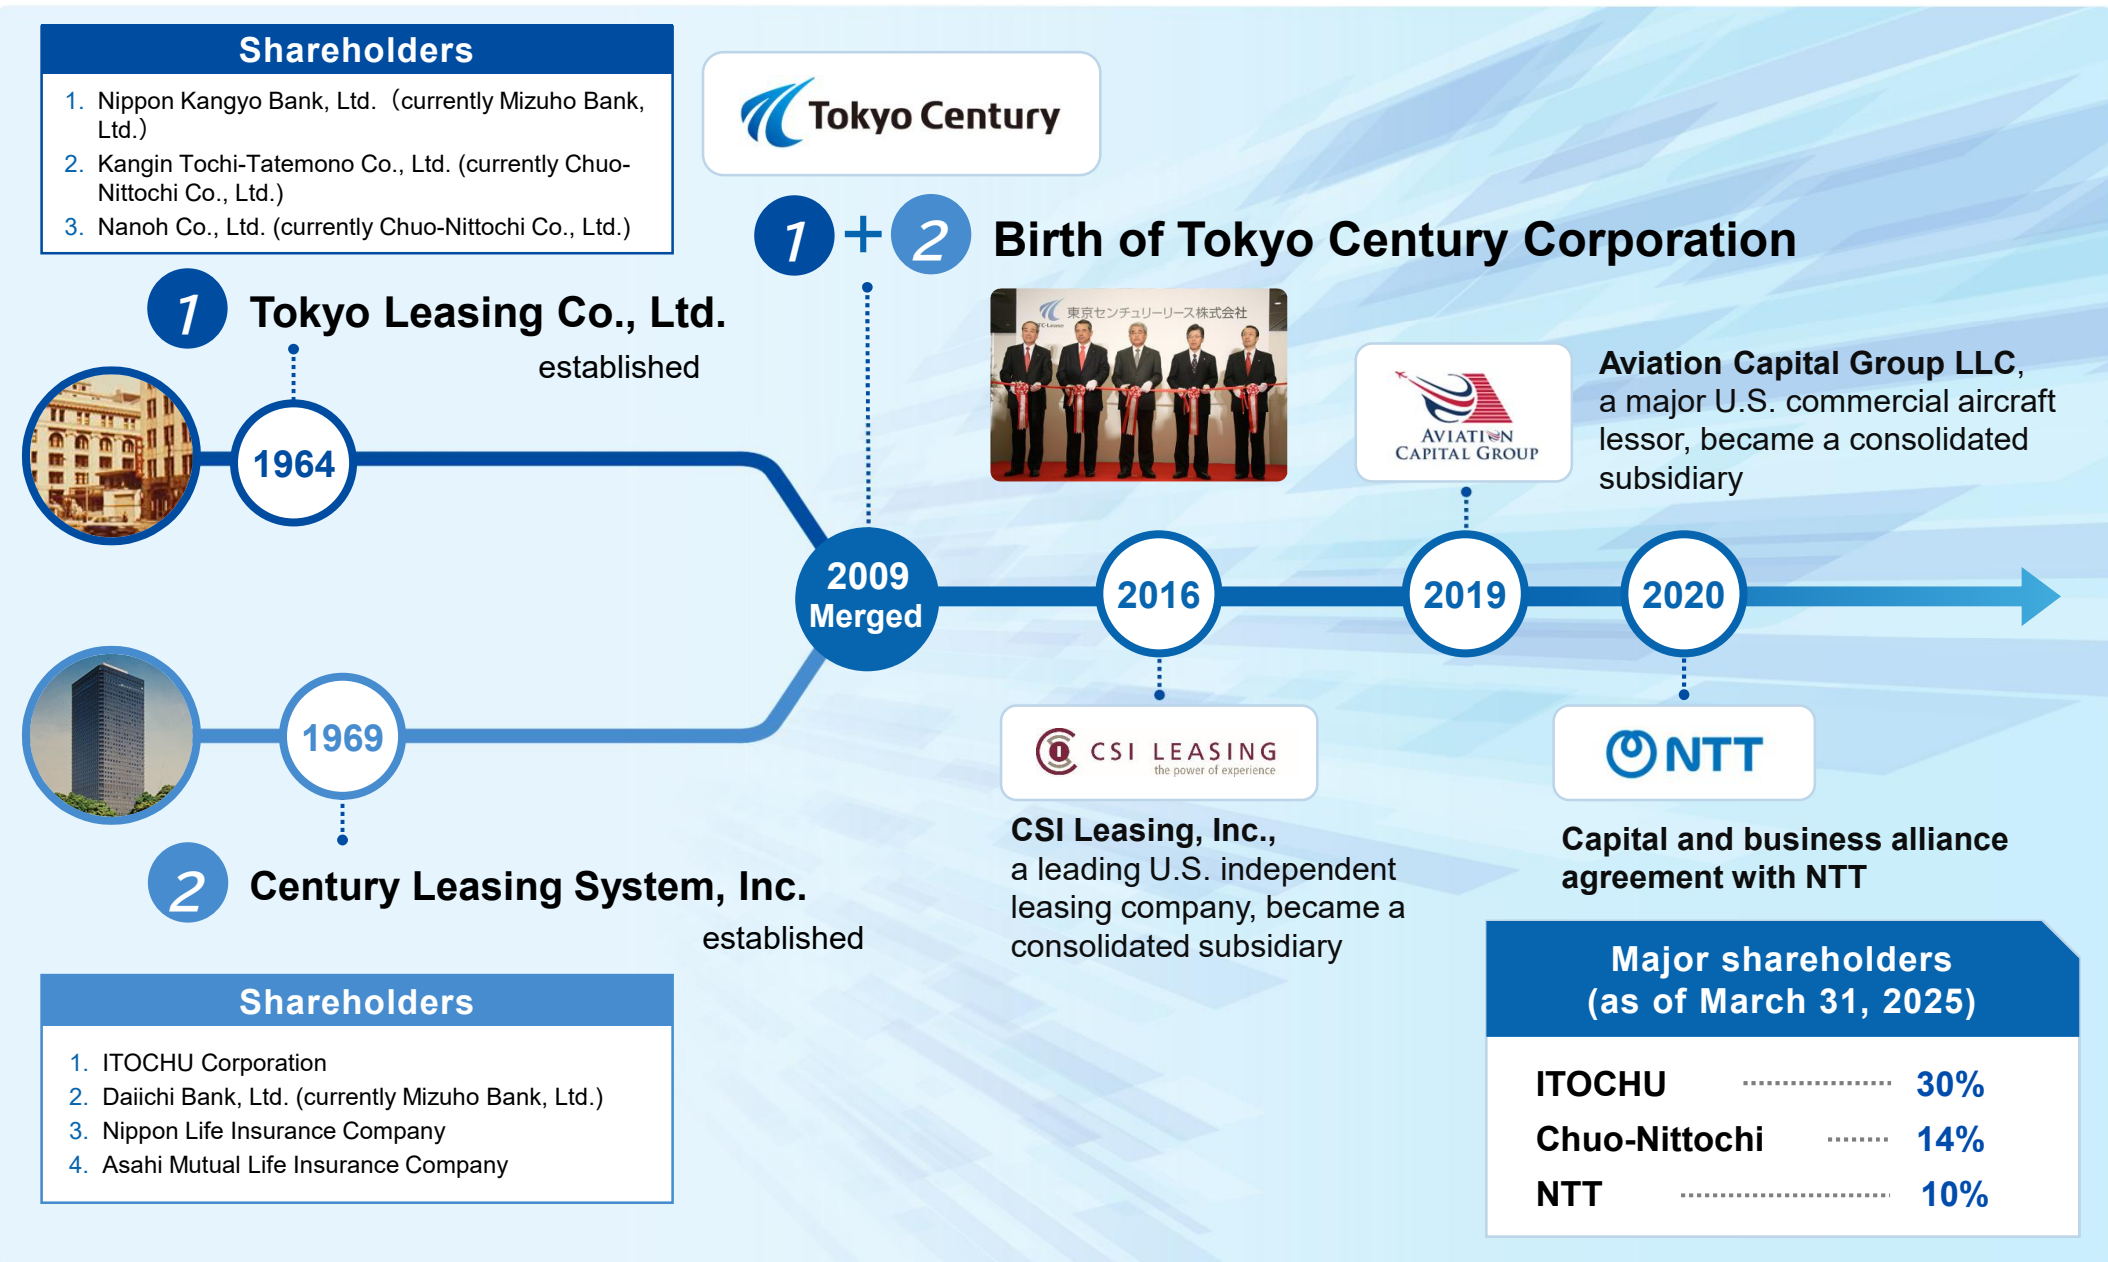 Shareholders
1. Nippon Kangyo Bank, Ltd.（currently Mizuho Bank,
Ltd.）
2. Kangin Tochi-Tatemono Co., Ltd. (currently Chuo-
Nittochi Co., Ltd.)
3. Nanoh Co., Ltd. (currently Chuo-Nittochi Co., Ltd.)
Tokyo Century
1 + 2 Birth of Tokyo Century Corporation
1 Tokyo Leasing Co., Ltd.
established
東京センチュリーリース株式会社
TC-Lease
AVIATION
CAPITAL GROUP
Aviation Capital Group LLC,
a major U.S. commercial aircraft
lessor, became a consolidated
subsidiary
1964
2009
Merged
2016
2019
2020
1969
CSI LEASING
the power of experience
NTT
CSI Leasing, Inc.,
a leading U.S. independent
leasing company, became a
consolidated subsidiary
Capital and business alliance
agreement with NTT
2 Century Leasing System, Inc.
established
Shareholders
1. ITOCHU Corporation
2. Daiichi Bank, Ltd. (currently Mizuho Bank, Ltd.)
3. Nippon Life Insurance Company
4. Asahi Mutual Life Insurance Company
Major shareholders
(as of March 31, 2025)
ITOCHU 30%
Chuo-Nittochi 14%
NTT 10%